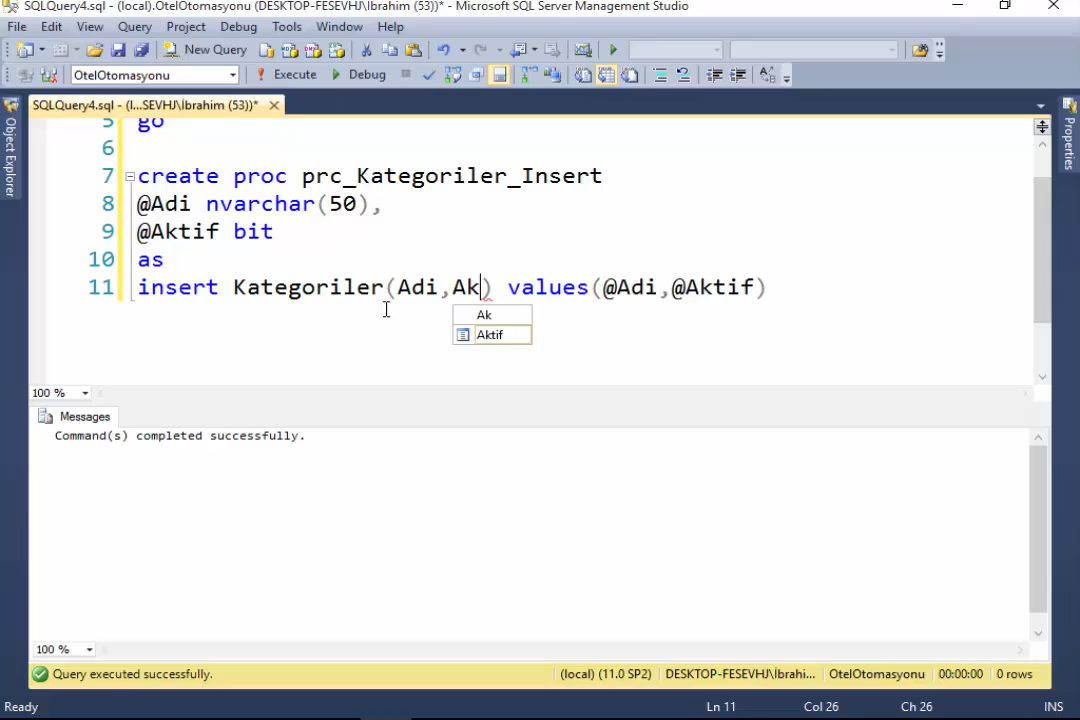 SQLQuery4.sql - (local).OtelOtomasyonu (DESKTOP-FESEVHJ\İbrahim (53))* - Microsoft SQL Server Management Studio
File Edit View Query Project Debug Tools Window Help
New Query
OtelOtomasyonu Execute Debug
SQLQuery4.sql - (l...SEVHJ\İbrahim (53))*
Object Explorer
Properties
5 go
6
7 create proc prc_Kategoriler_Insert
8 @Adi nvarchar(50),
9 @Aktif bit
10 as
11 insert Kategoriler(Adi,Ak) values(@Adi,@Aktif)
Ak
Aktif
100 %
Messages
Command(s) completed successfully.
100 %
Query executed successfully. (local) (11.0 SP2) DESKTOP-FESEVHJ\İbrahi... OtelOtomasyonu 00:00:00 0 rows
Ready Ln 11 Col 26 Ch 26 INS